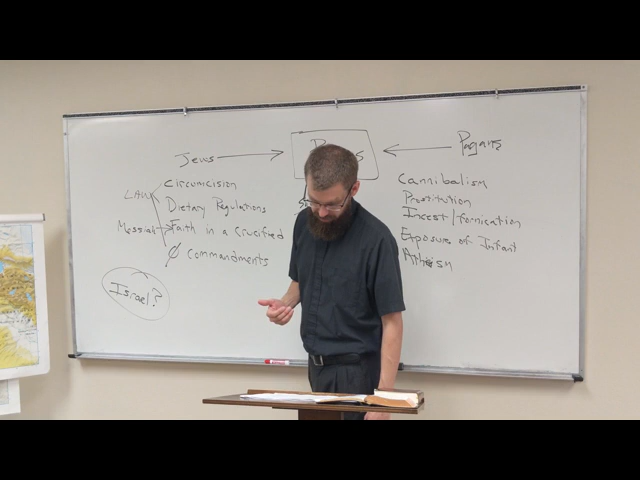 Jews
Pagans
Circumcision
LAW
Dietary Regulations
Messiah
Faith in a Crucified
Commandments
Israel?
Cannibalism
Prostitution
Incest/fornication
Exposure of Infant
Atheism